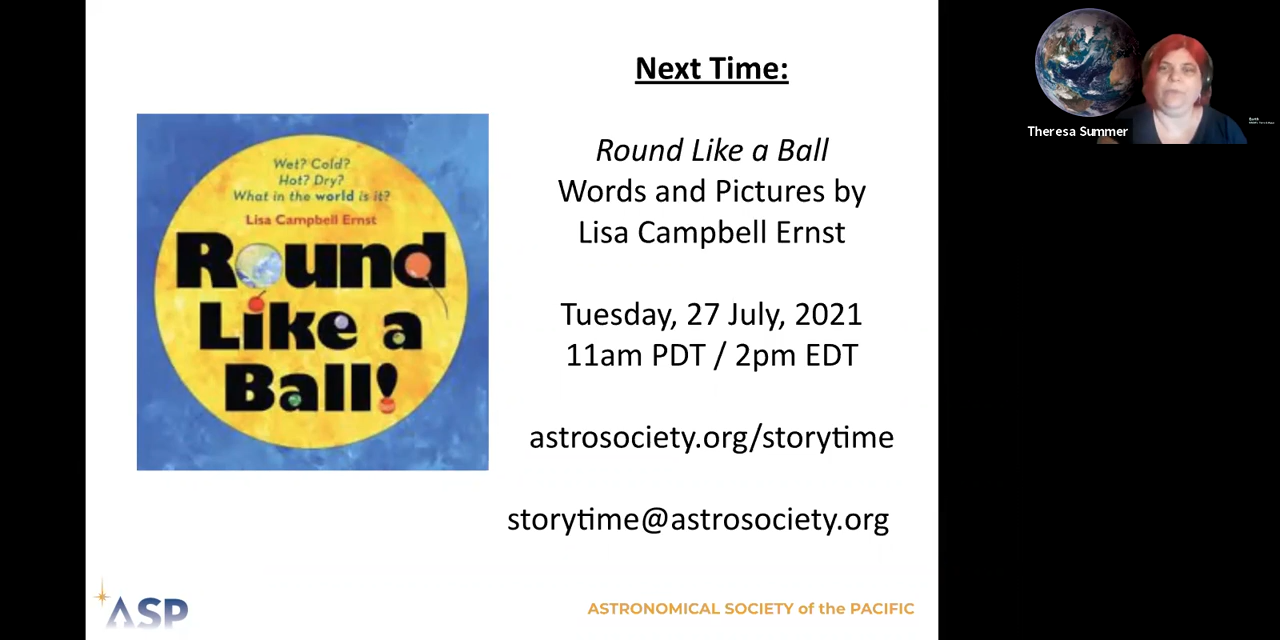 Next Time:
Round Like a Ball
Words and Pictures by
Lisa Campbell Ernst
Tuesday, 27 July, 2021
11am PDT / 2pm EDT
astrosociety.org/storytime
storytime@astrosociety.org
Wet? Cold?
Hot? Dry?
What in the world is it?
Lisa Campbell Ernst
Round
Like a
Ball!
ASP
ASTRONOMICAL SOCIETY of the PACIFIC
Theresa Summer